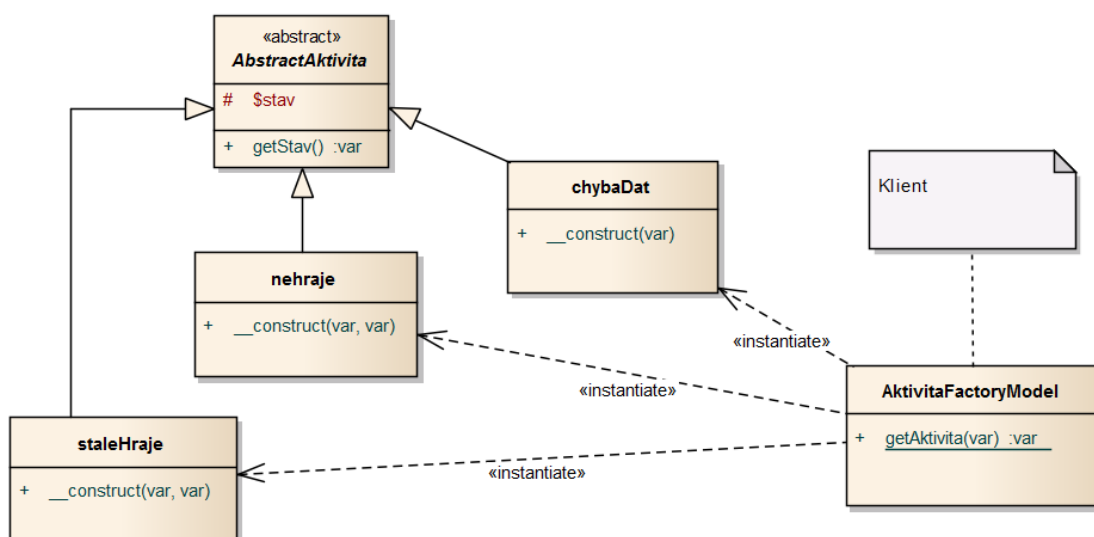 «abstract»
AbstractAktivita
# $stav
+ getStav() :var
chybaDat
+ __construct(var)
Klient
nehraje
+ __construct(var, var)
«instantiate»
«instantiate»
AktivitaFactoryModel
+ getAktivita(var) :var
staleHraje
+ __construct(var, var)
«instantiate»